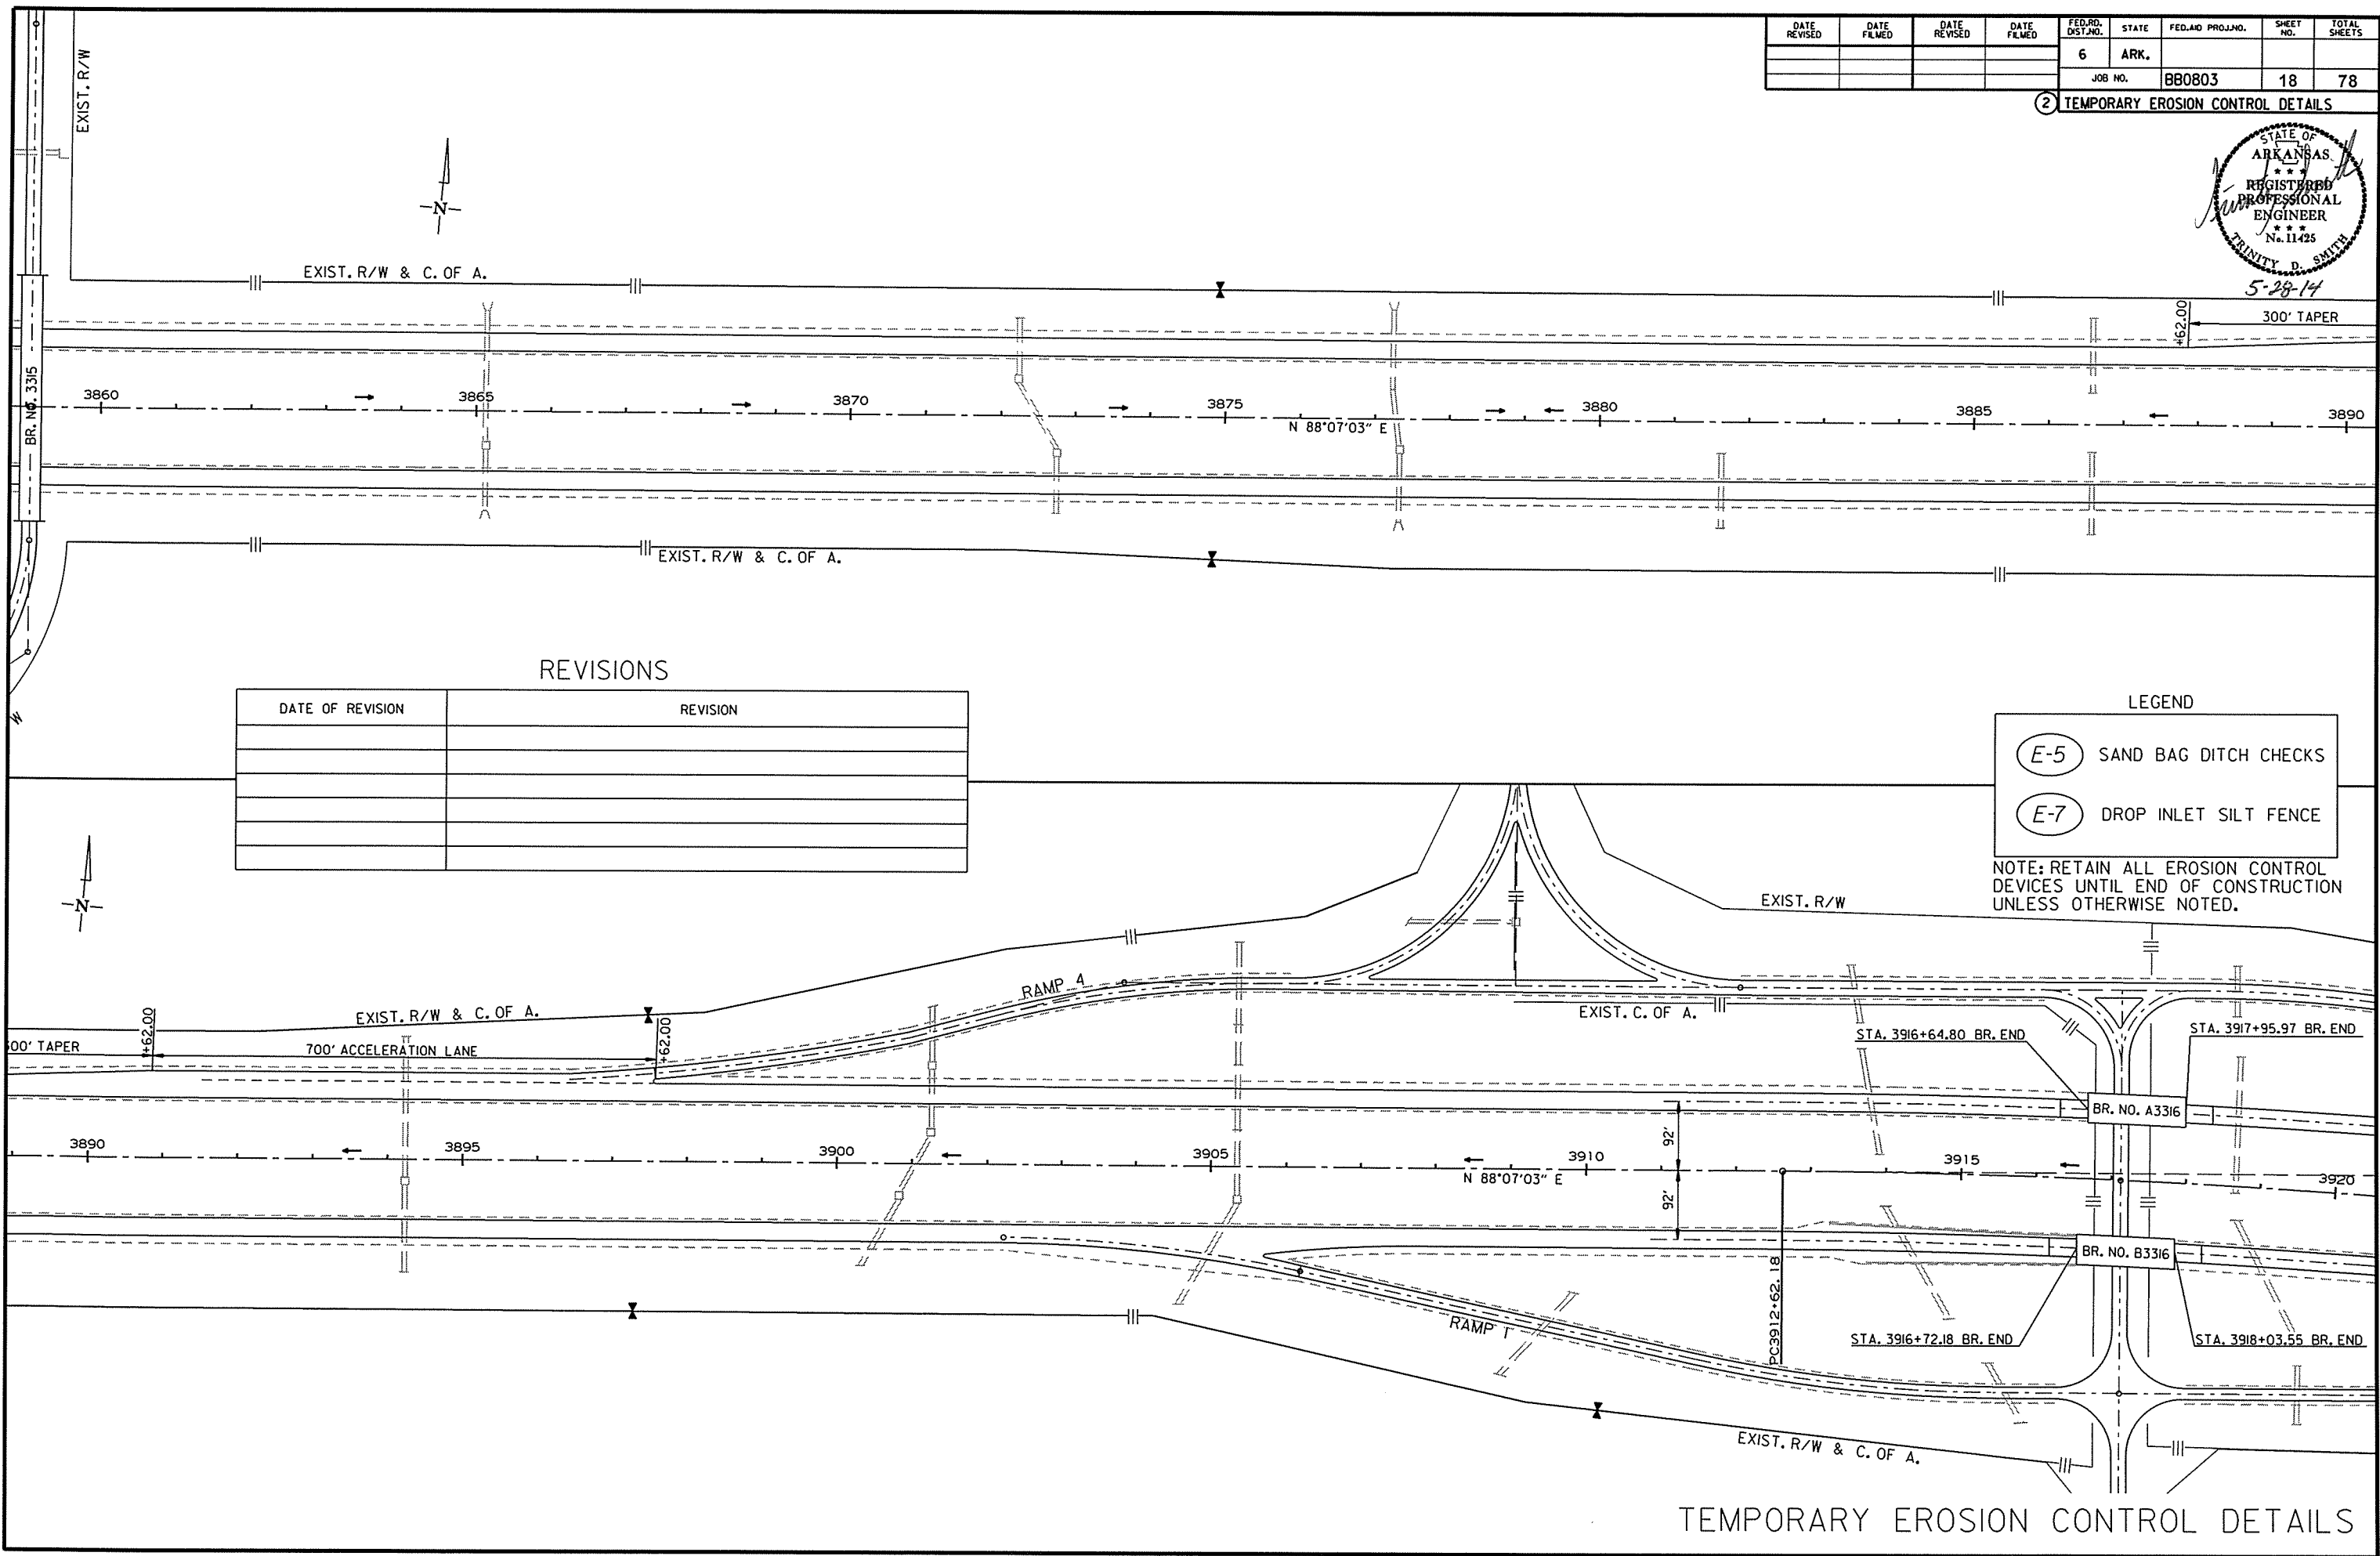 DATE REVISED
DATE FILMED
DATE REVISED
DATE FILMED
FED.RD. DIST.NO.
STATE
FED.AID PROJ.NO.
SHEET NO.
TOTAL SHEETS
6
ARK.
JOB NO.
BB0803
18
78
2
TEMPORARY EROSION CONTROL DETAILS
STATE OF
ARKANSAS
REGISTERED
PROFESSIONAL
ENGINEER
No. 11425
TRINITY D. SMITH
5-28-14
EXIST. R/W
N
EXIST. R/W & C. OF A.
+62.00
300' TAPER
BR. NO. 3315
3860
3865
3870
3875
3880
3885
3890
N 88°07'03" E
EXIST. R/W & C. OF A.
W
REVISIONS
DATE OF REVISION
REVISION
LEGEND
E-5 SAND BAG DITCH CHECKS
E-7 DROP INLET SILT FENCE
NOTE: RETAIN ALL EROSION CONTROL
DEVICES UNTIL END OF CONSTRUCTION
UNLESS OTHERWISE NOTED.
N
EXIST. R/W
RAMP 4
EXIST. R/W & C. OF A.
EXIST. C. OF A.
+62.00
+62.00
300' TAPER
700' ACCELERATION LANE
STA. 3916+64.80 BR. END
STA. 3917+95.97 BR. END
BR. NO. A3316
92'
3890
3895
3900
3905
3910
3915
3920
N 88°07'03" E
92'
BR. NO. B3316
PC3912+62.18
RAMP 1
STA. 3916+72.18 BR. END
STA. 3918+03.55 BR. END
EXIST. R/W & C. OF A.
TEMPORARY EROSION CONTROL DETAILS